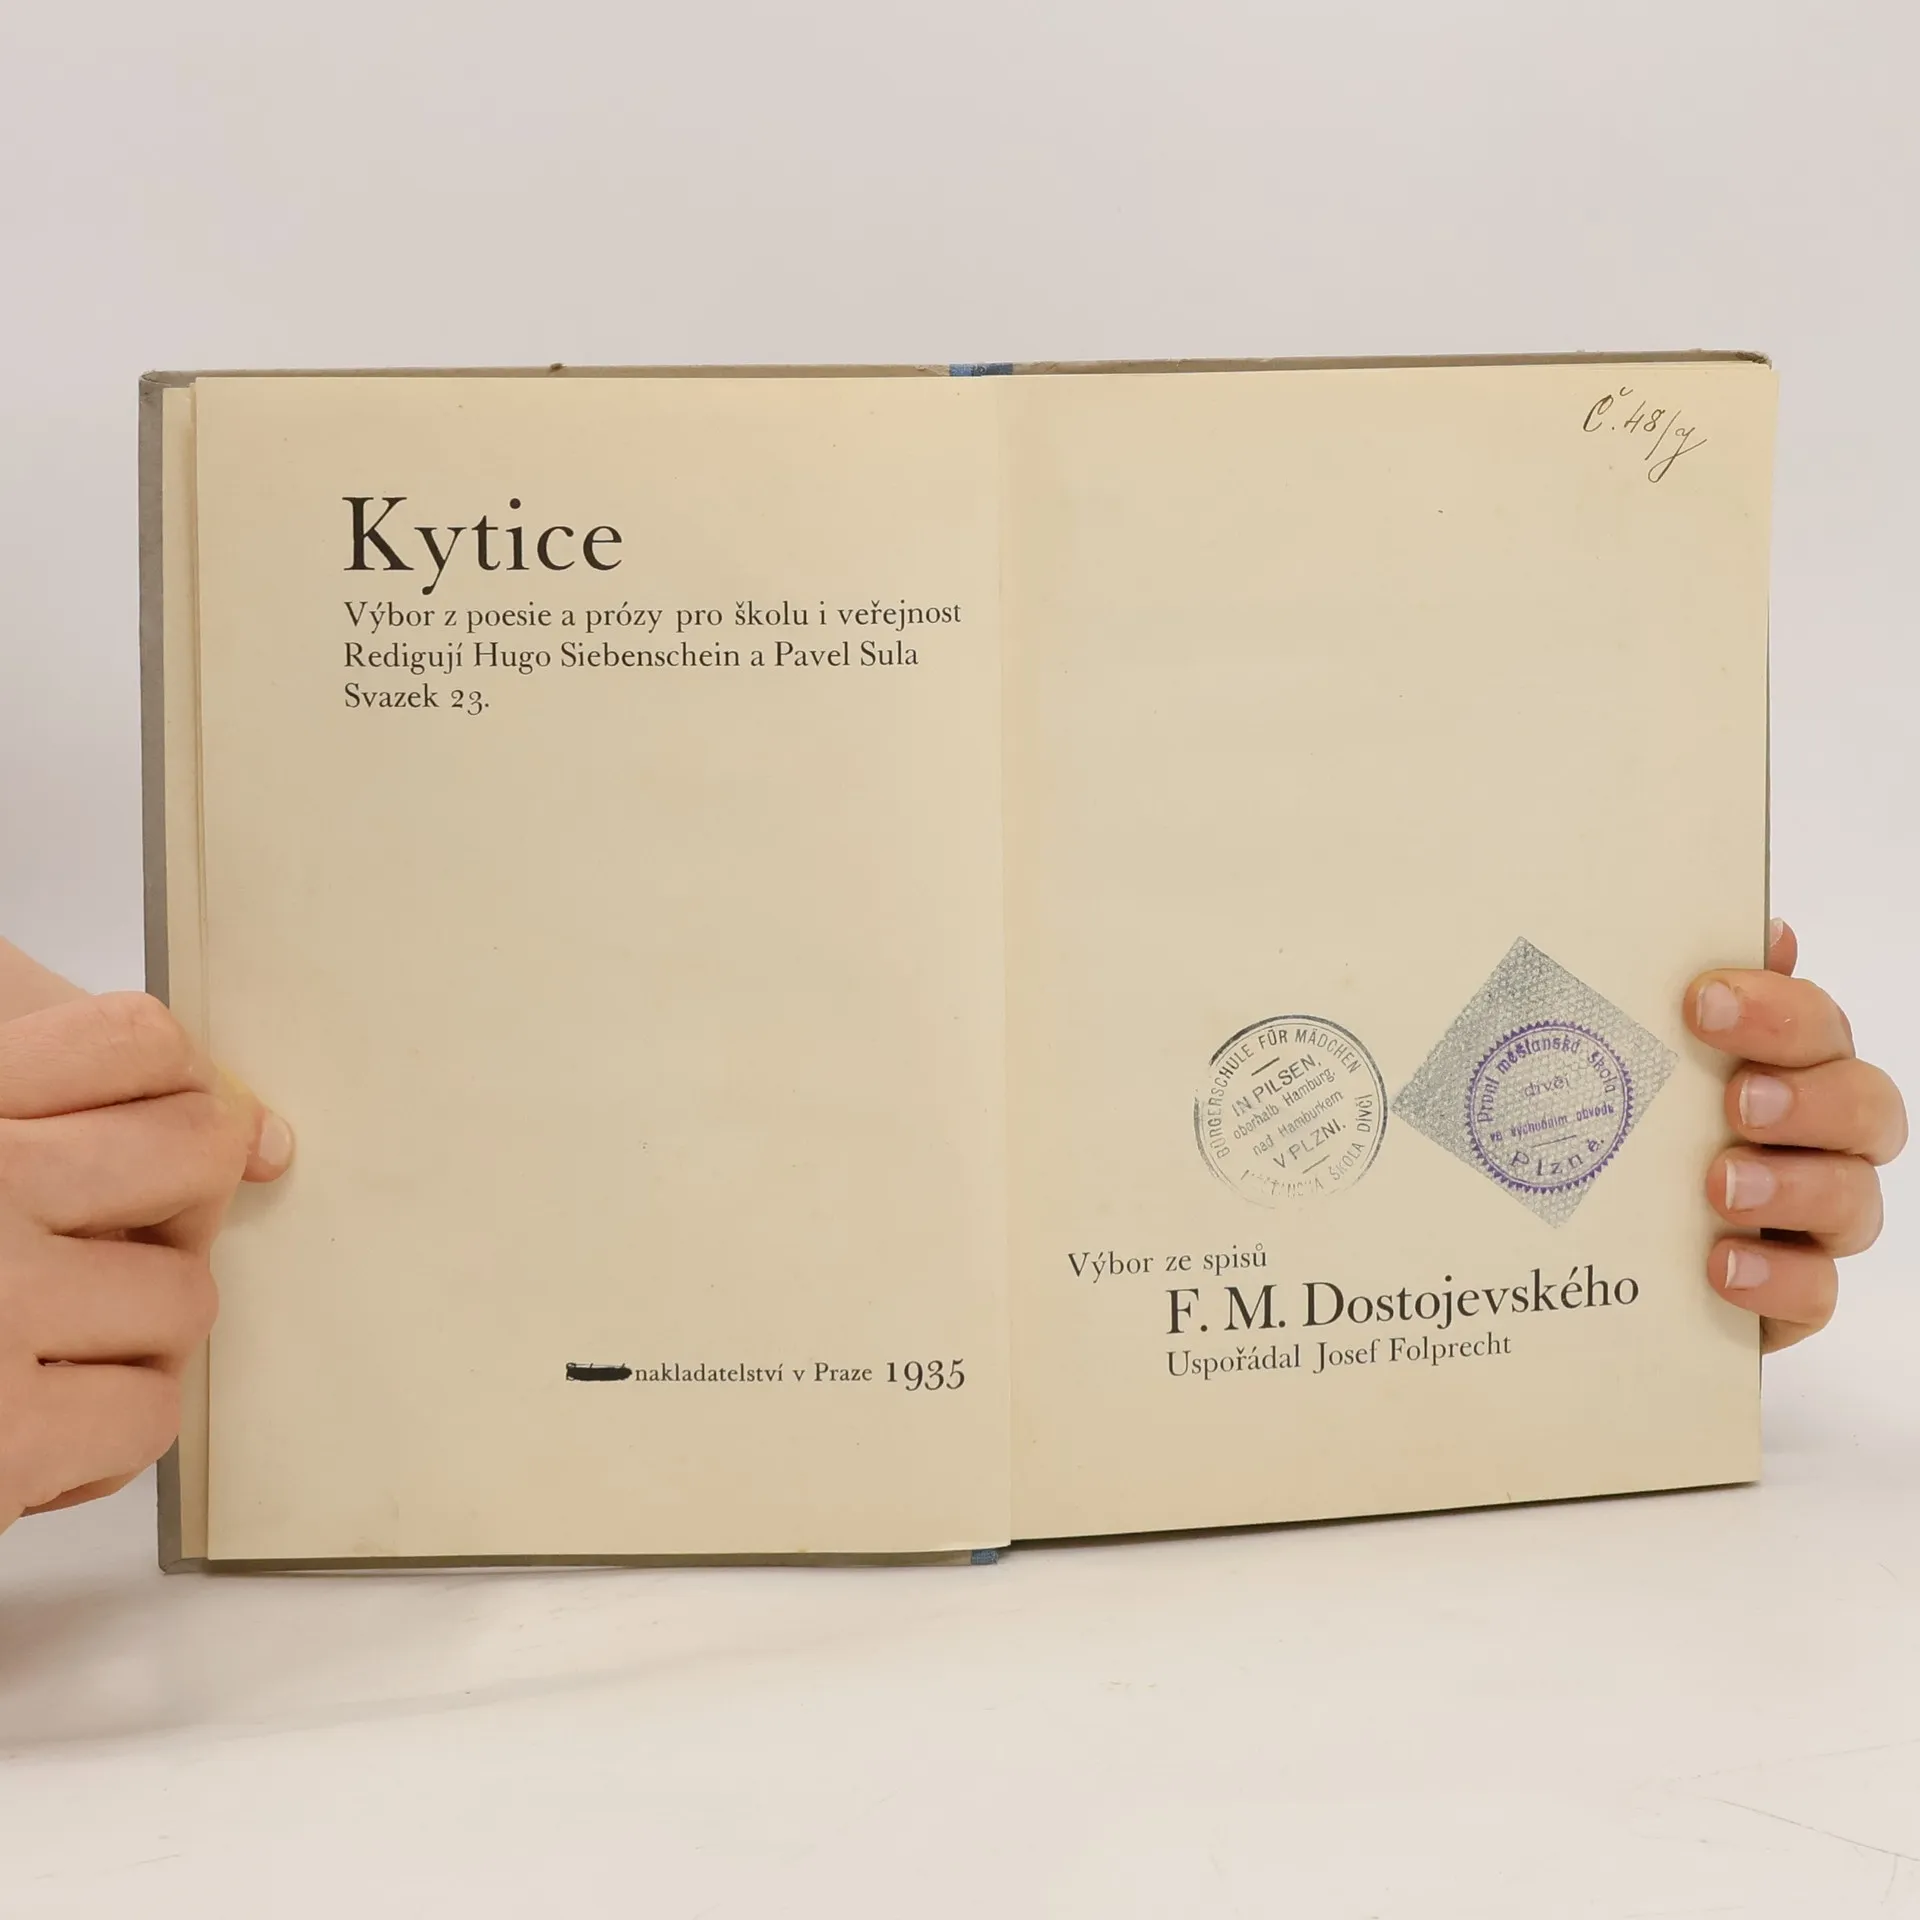 Kytice
Výbor z poesie a prózy pro školu i veřejnost
Redigují Hugo Siebenschein a Pavel Sula
Svazek 23.
nakladatelství v Praze 1935
Č. 48/g
BÜRGERSCHULE FÜR MÄDCHEN
IN PILSEN,
oberhalb Hamburg.
nad Hamburkem
V PLZNI.
ŠKOLA DÍVČÍ
První měšťanská škola
dívčí
ve východním obvodu
Plzně.
Výbor ze spisů
F. M. Dostojevského
Uspořádal Josef Folprecht